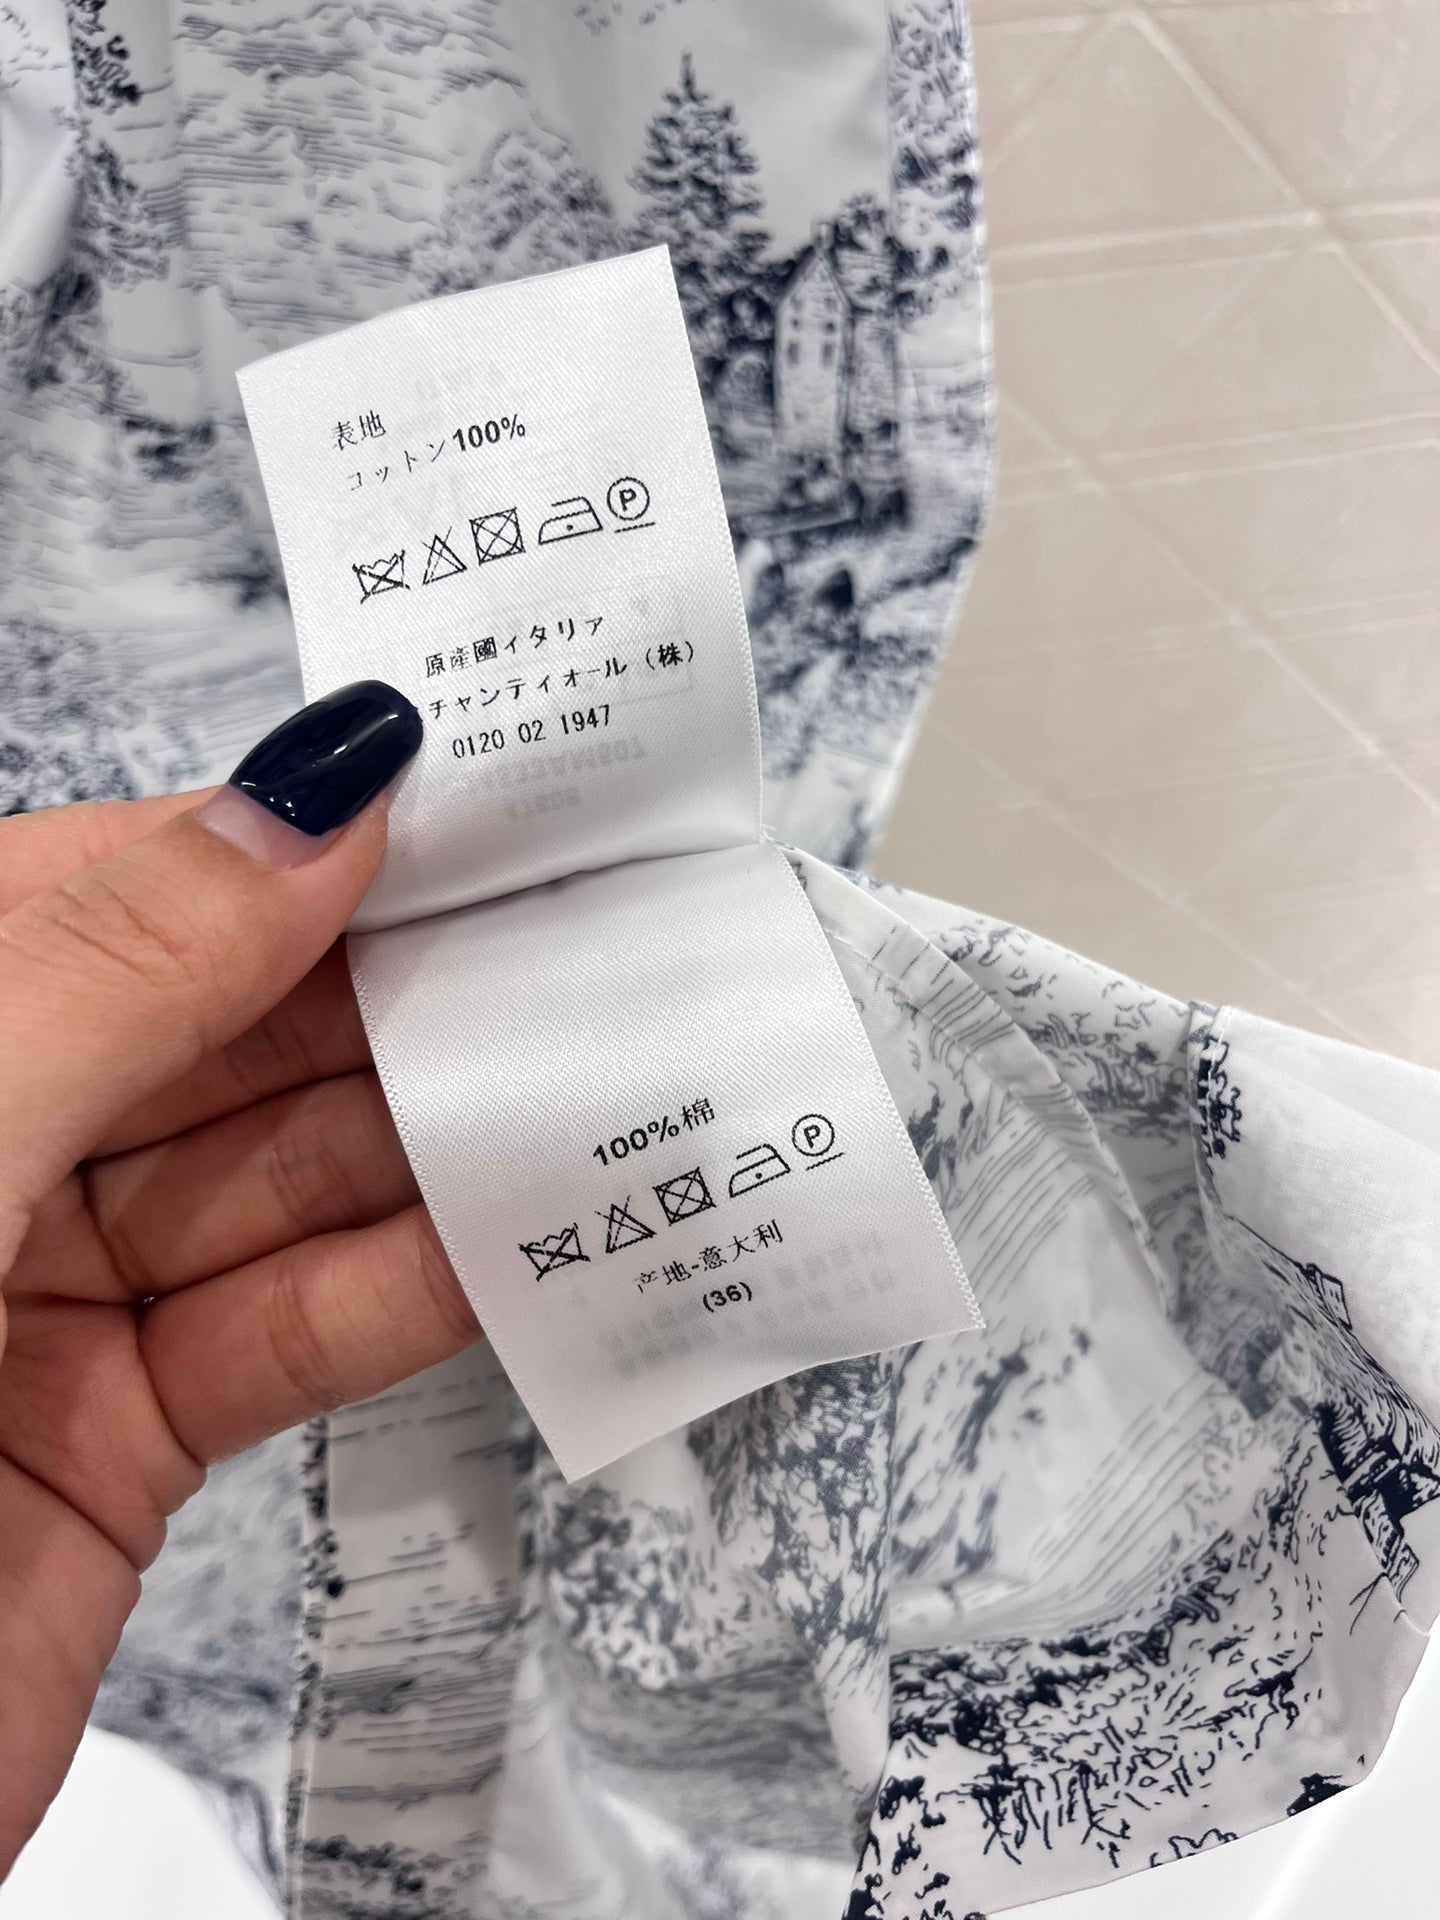 表地
コットン100%
P
原産國イタリア
チャンティオール（株）
0120 02 1947
100%棉
P
产地-意大利
(36)